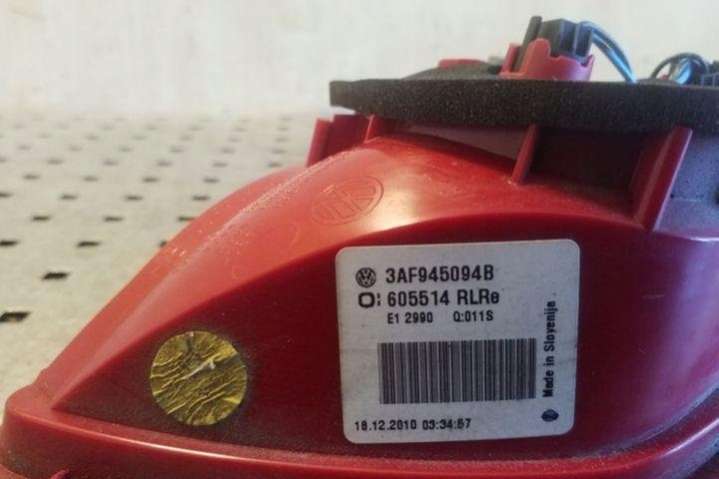 3AF945094B
O: 605514 RLRe
E1 2990 Q:011S
Made in Slovenija
18.12.2010 03:34:57